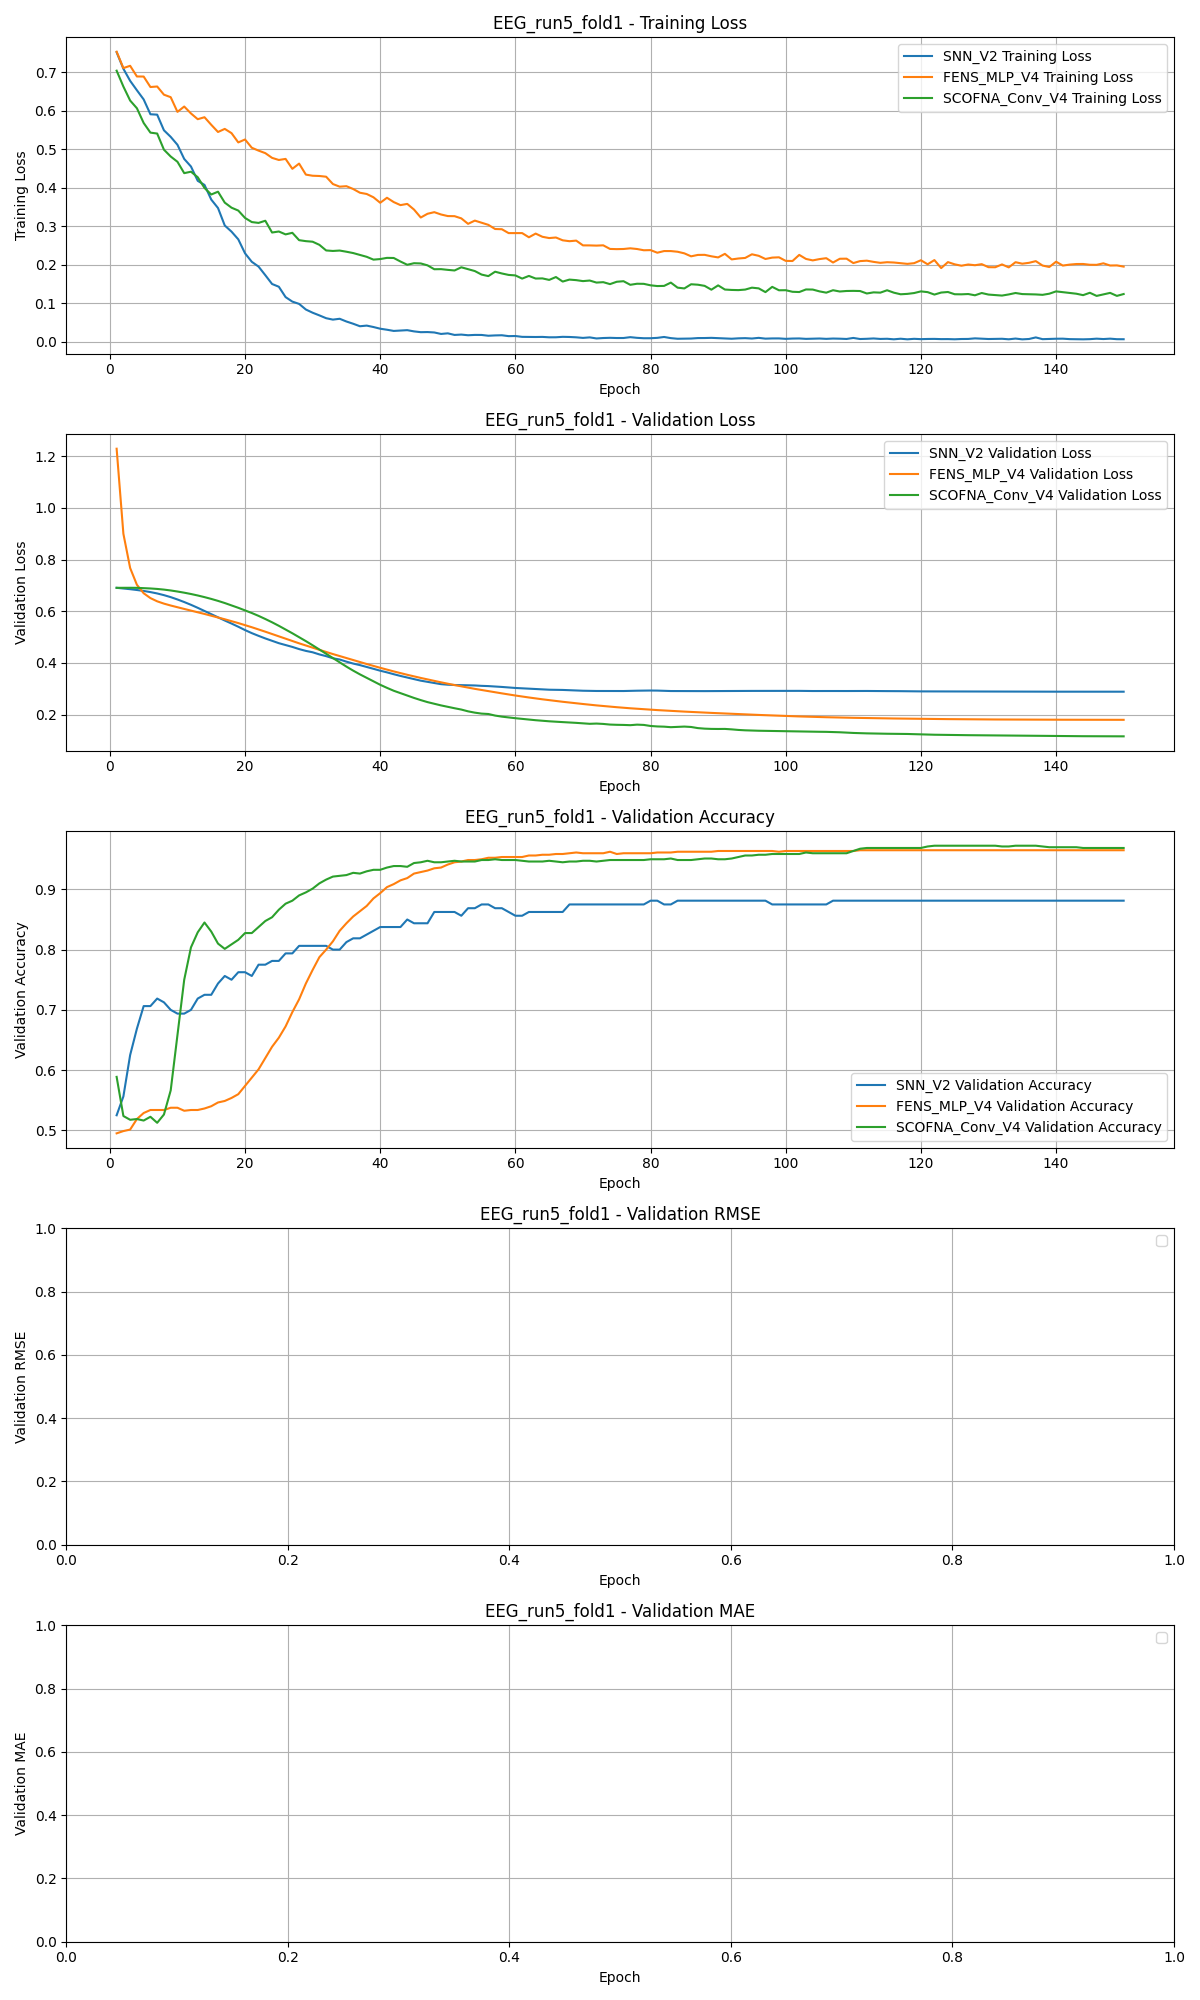 EEG_run5_fold1 - Training Loss
SNN_V2 Training Loss
FENS_MLP_V4 Training Loss
SCOFNA_Conv_V4 Training Loss
Training Loss
0.7
0.6
0.5
0.4
0.3
0.2
0.1
0.0
0 20 40 60 80 100 120 140
Epoch
EEG_run5_fold1 - Validation Loss
SNN_V2 Validation Loss
FENS_MLP_V4 Validation Loss
SCOFNA_Conv_V4 Validation Loss
Validation Loss
1.2
1.0
0.8
0.6
0.4
0.2
0 20 40 60 80 100 120 140
Epoch
EEG_run5_fold1 - Validation Accuracy
Validation Accuracy
0.9
0.8
0.7
0.6
0.5
SNN_V2 Validation Accuracy
FENS_MLP_V4 Validation Accuracy
SCOFNA_Conv_V4 Validation Accuracy
0 20 40 60 80 100 120 140
Epoch
EEG_run5_fold1 - Validation RMSE
Validation RMSE
1.0
0.8
0.6
0.4
0.2
0.0
0.0 0.2 0.4 0.6 0.8 1.0
Epoch
EEG_run5_fold1 - Validation MAE
Validation MAE
1.0
0.8
0.6
0.4
0.2
0.0
0.0 0.2 0.4 0.6 0.8 1.0
Epoch